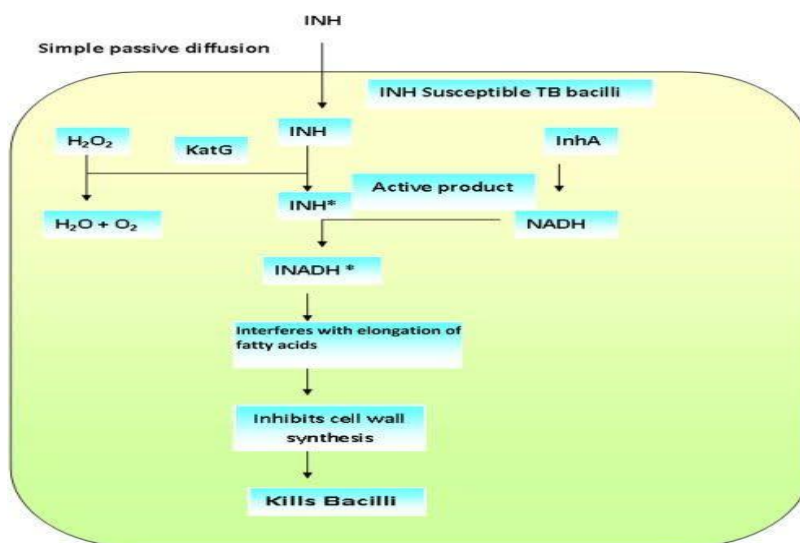 INH
Simple passive diffusion
INH Susceptible TB bacilli
H₂O₂
KatG
INH
InhA
Active product
INH*
H₂O + O₂
NADH
INADH *
Interferes with elongation of
fatty acids
Inhibits cell wall
synthesis
Kills Bacilli